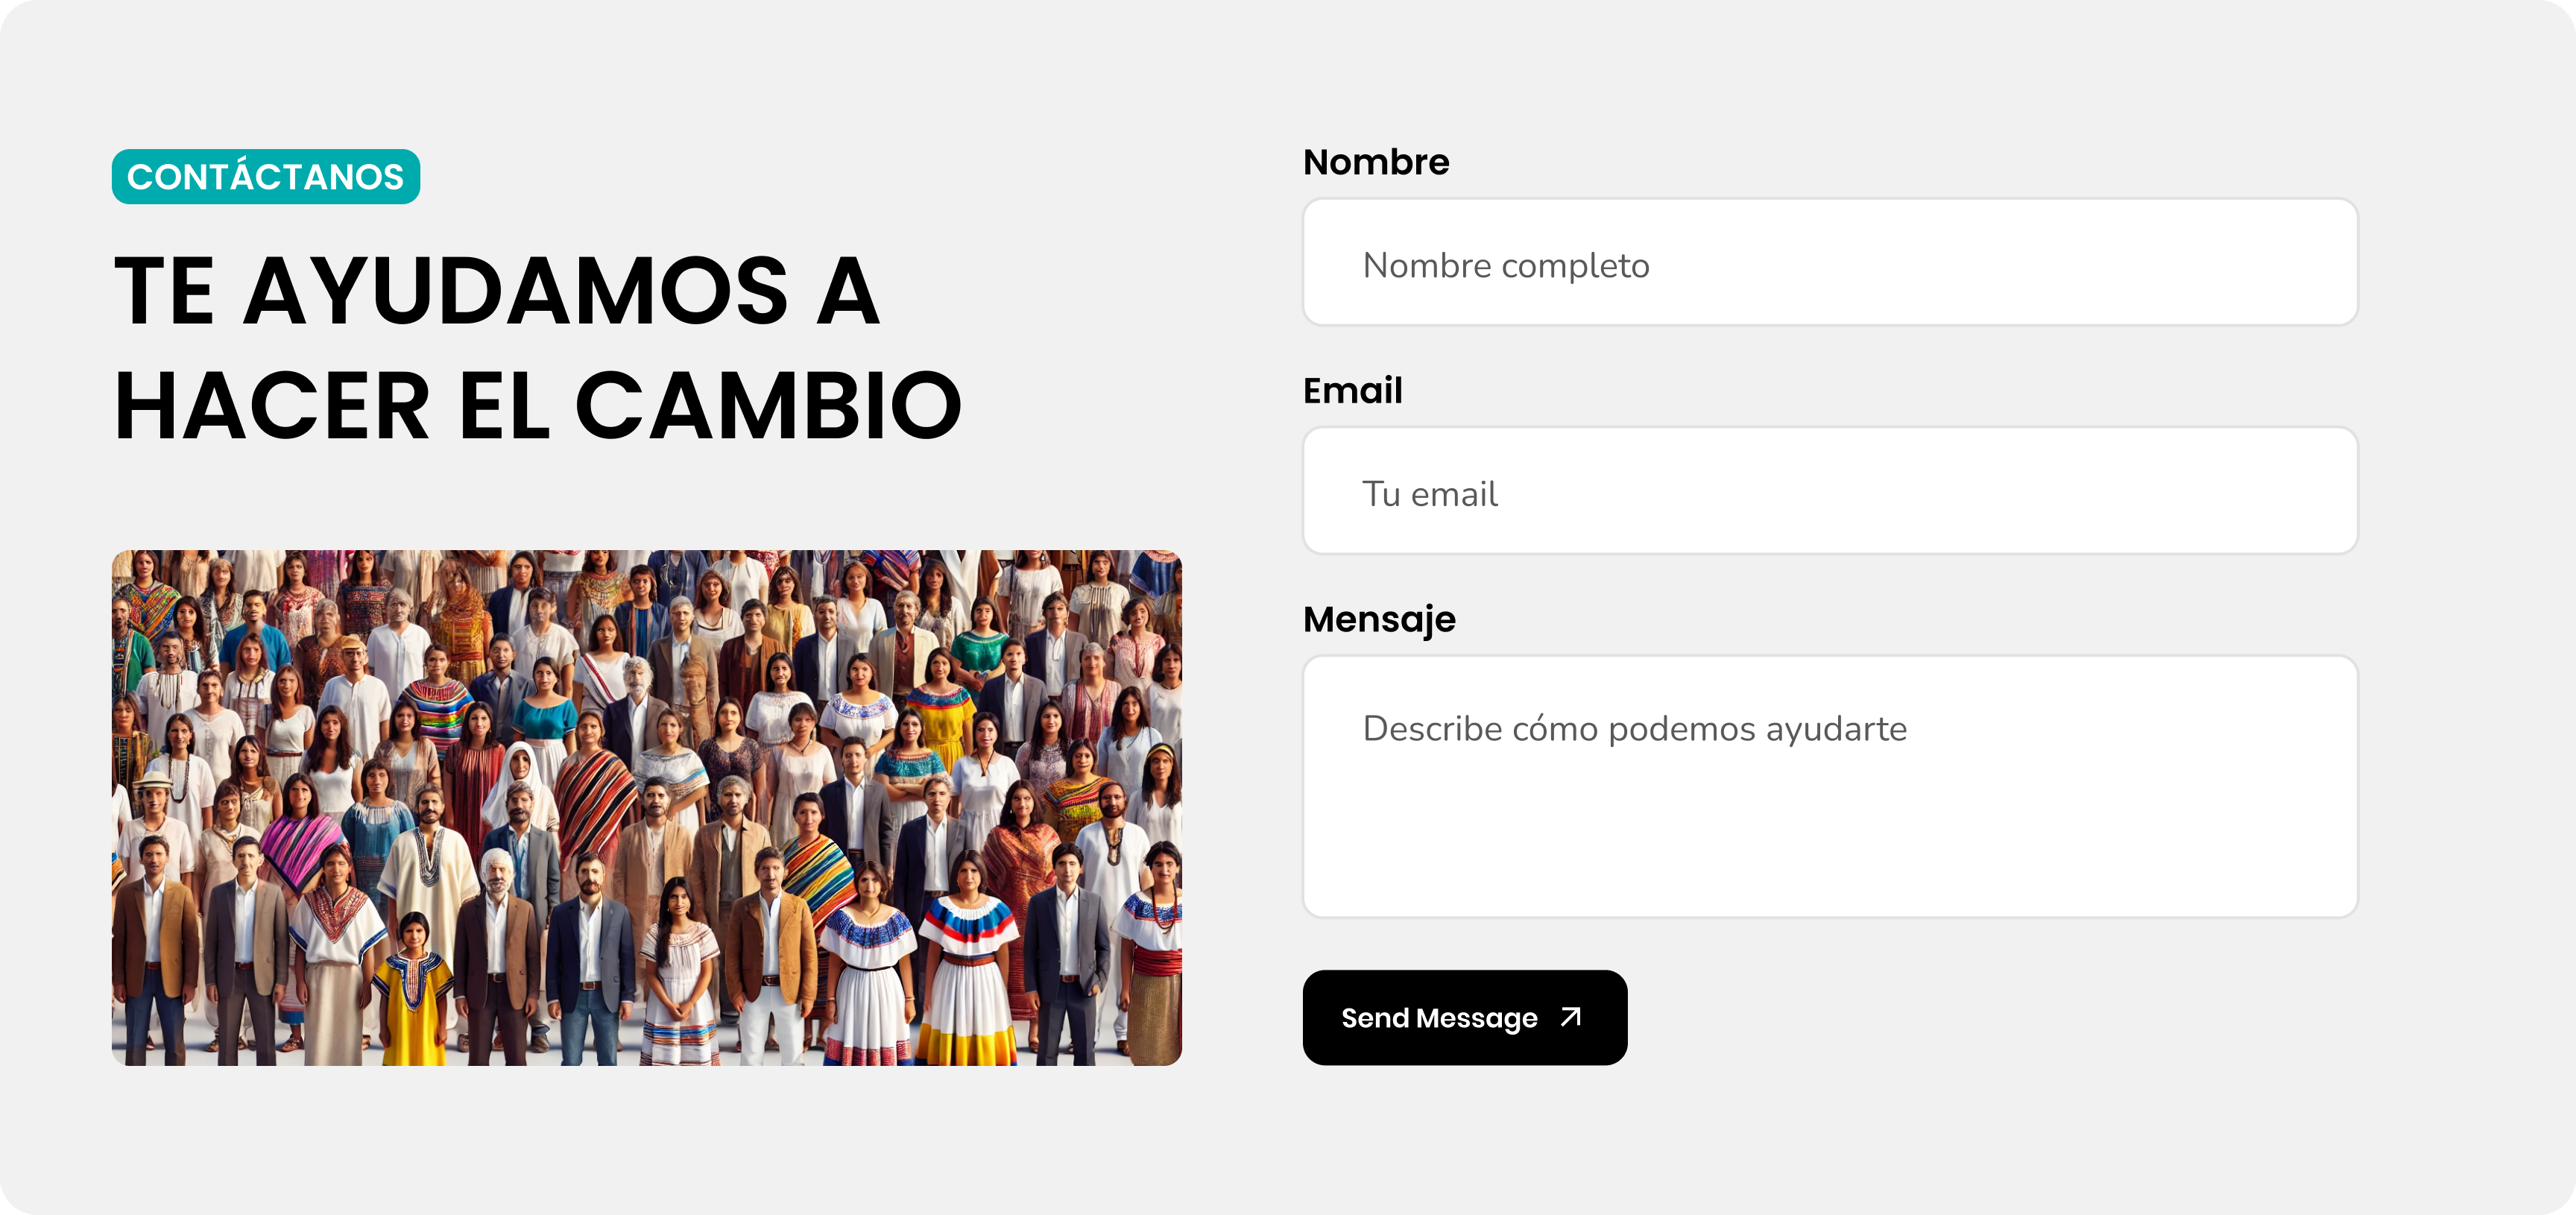 CONTÁCTANOS
TE AYUDAMOS A
HACER EL CAMBIO
Nombre
Nombre completo
Email
Tu email
Mensaje
Describe cómo podemos ayudarte
Send Message